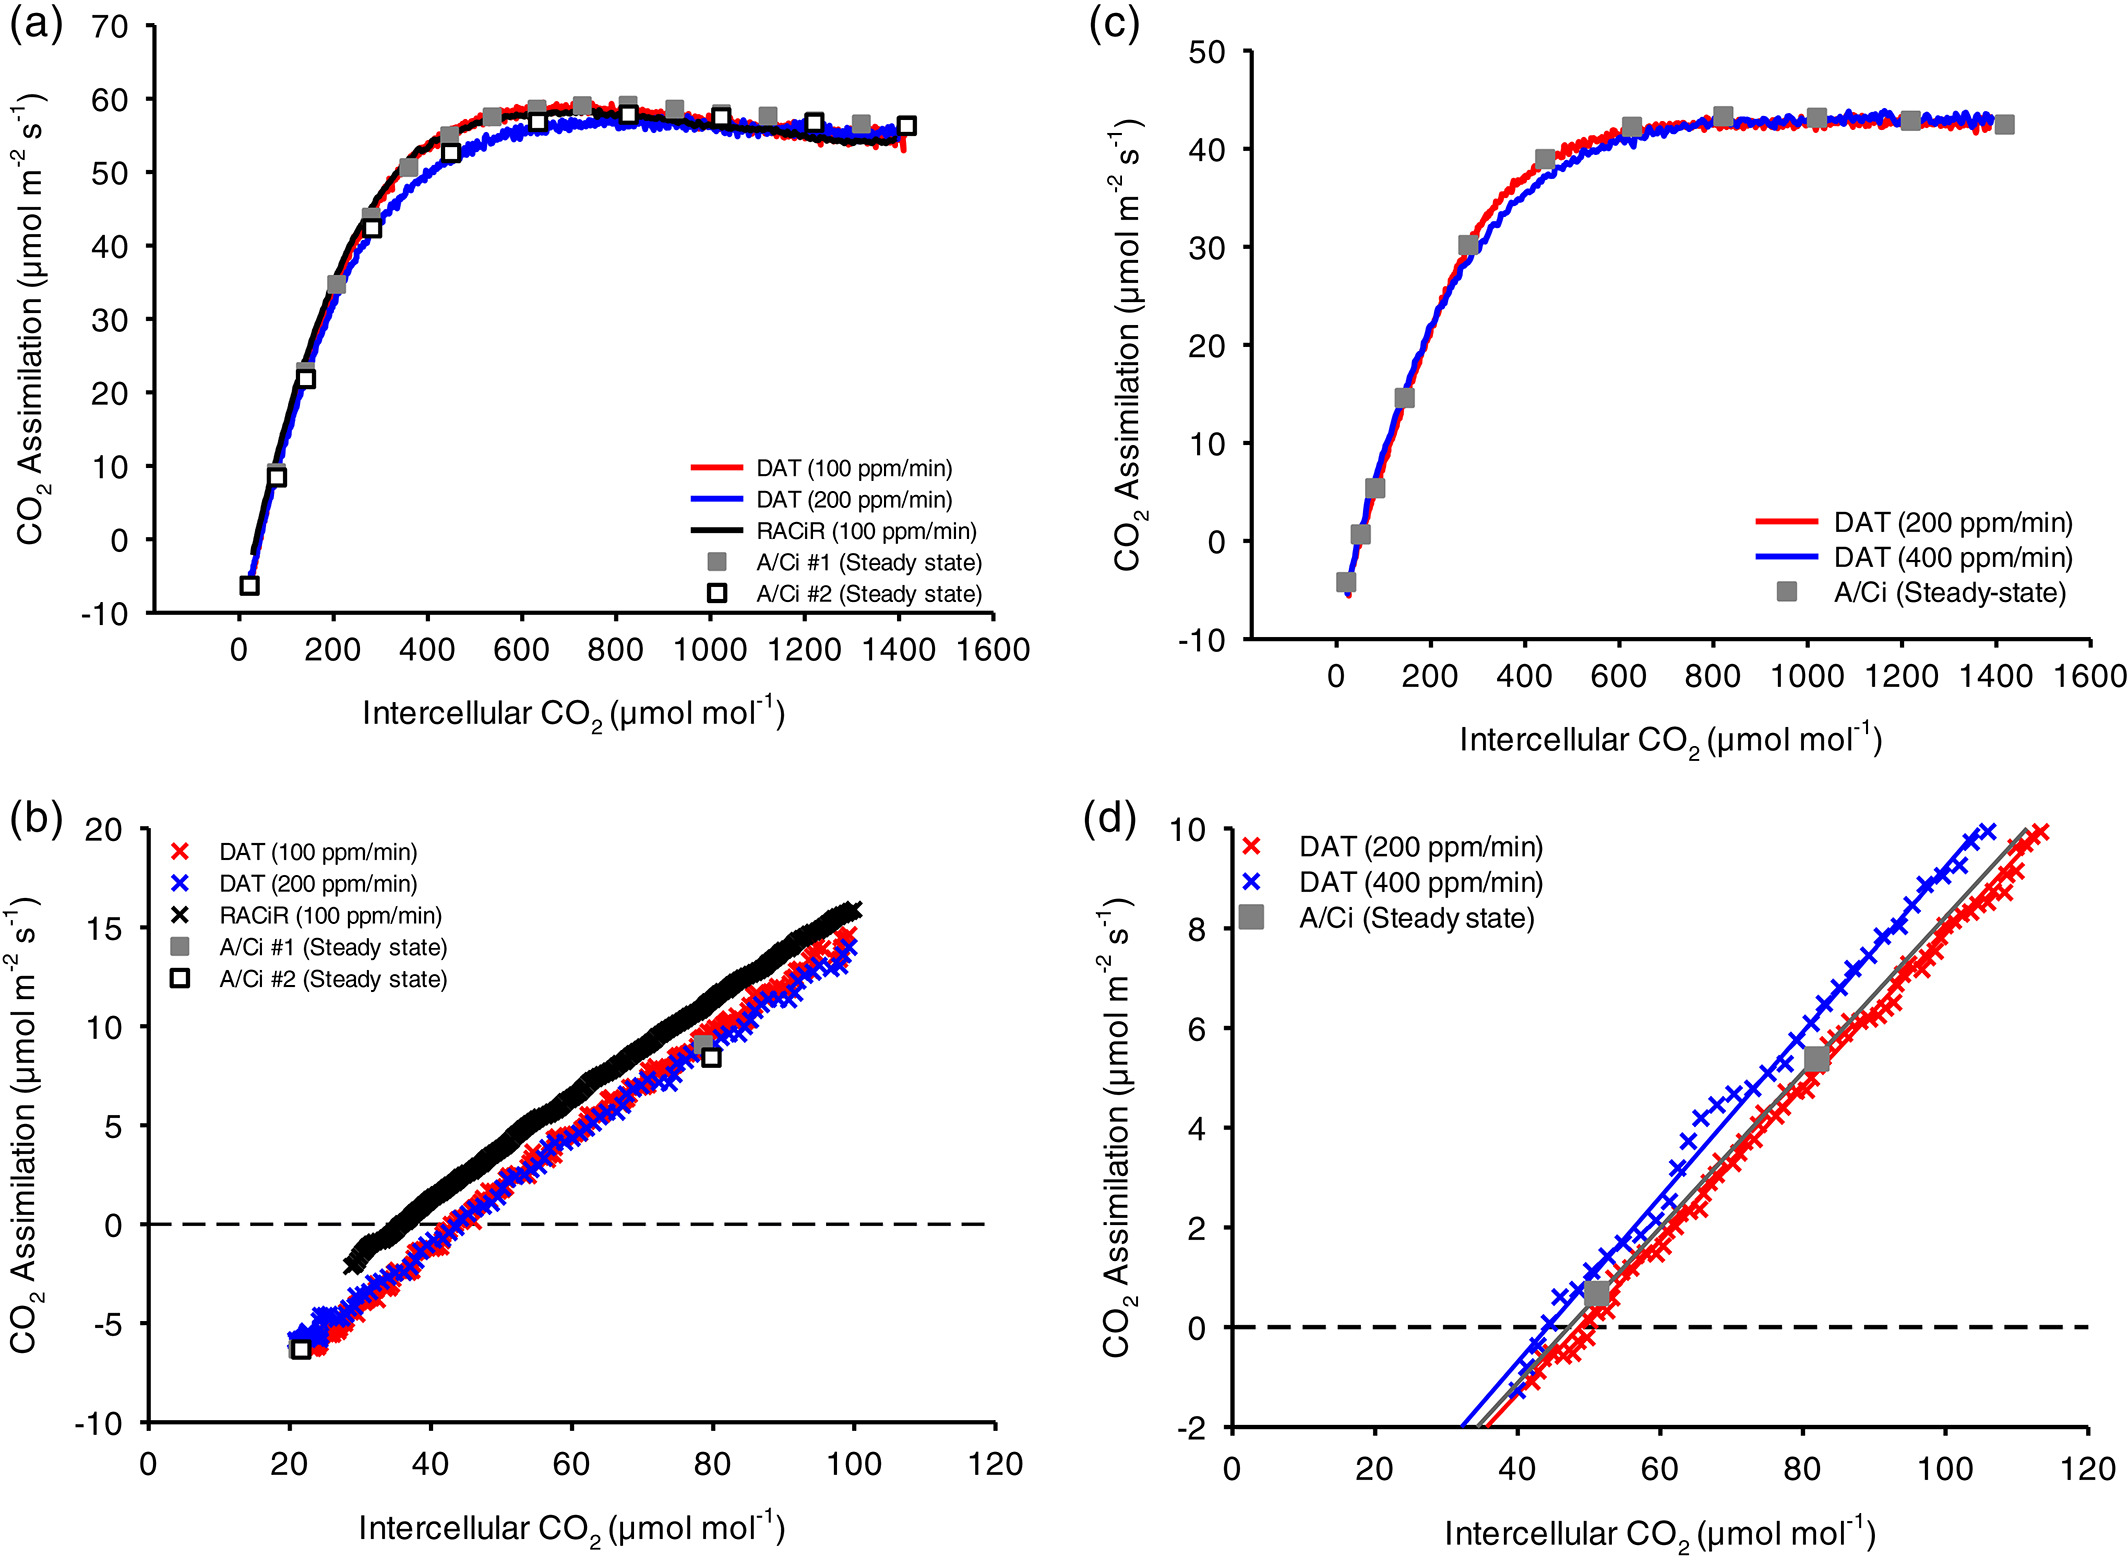 (a)
70
60
50
40
30
20
10
0
-10
CO2 Assimilation (µmol m-2 s-1)
DAT (100 ppm/min)
DAT (200 ppm/min)
RACiR (100 ppm/min)
A/Ci #1 (Steady state)
A/Ci #2 (Steady state)
0 200 400 600 800 1000 1200 1400 1600
Intercellular CO2 (µmol mol-1)
(c)
50
40
30
20
10
0
-10
CO2 Assimilation (µmol m-2 s-1)
DAT (200 ppm/min)
DAT (400 ppm/min)
A/Ci (Steady-state)
0 200 400 600 800 1000 1200 1400 1600
Intercellular CO2 (µmol mol-1)
(b)
20
15
10
5
0
-5
-10
CO2 Assimilation (µmol m-2 s-1)
DAT (100 ppm/min)
DAT (200 ppm/min)
RACiR (100 ppm/min)
A/Ci #1 (Steady state)
A/Ci #2 (Steady state)
0 20 40 60 80 100 120
Intercellular CO2 (µmol mol-1)
(d)
10
8
6
4
2
0
-2
CO2 Assimilation (µmol m-2 s-1)
DAT (200 ppm/min)
DAT (400 ppm/min)
A/Ci (Steady state)
0 20 40 60 80 100 120
Intercellular CO2 (µmol mol-1)